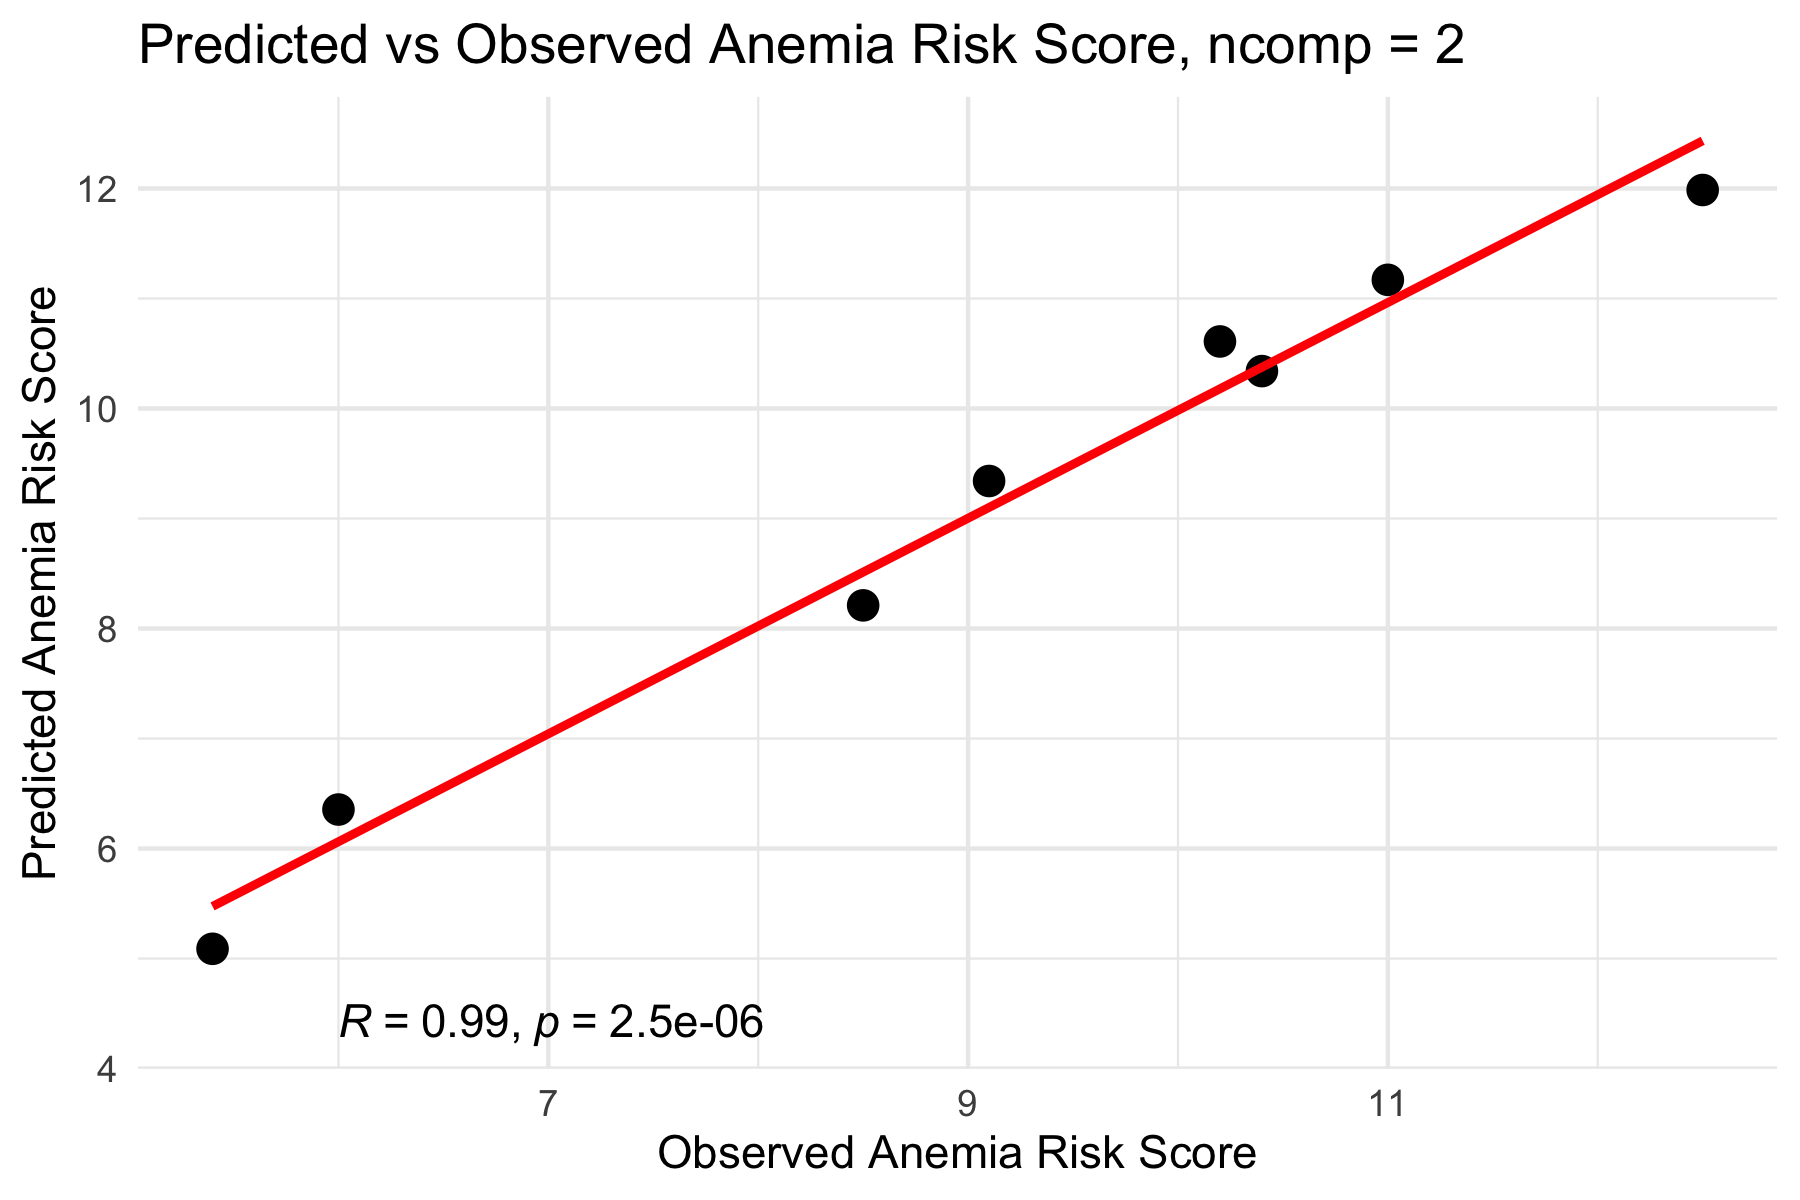 Predicted vs Observed Anemia Risk Score, ncomp = 2
Predicted Anemia Risk Score
12
10
8
6
4
R = 0.99, p = 2.5e-06
7
9
11
Observed Anemia Risk Score